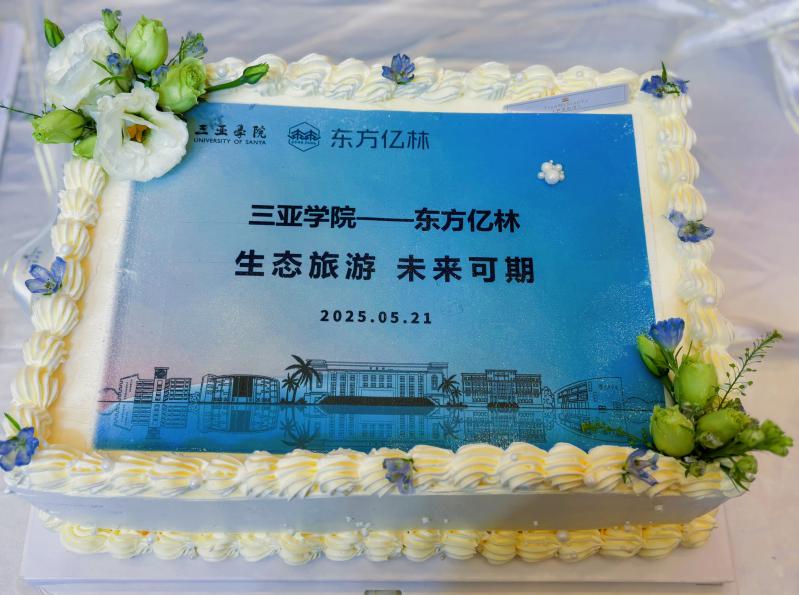 三亚学院 东方亿林
UNIVERSITY OF SANYA
三亚学院——东方亿林
生态旅游 未来可期
2025.05.21